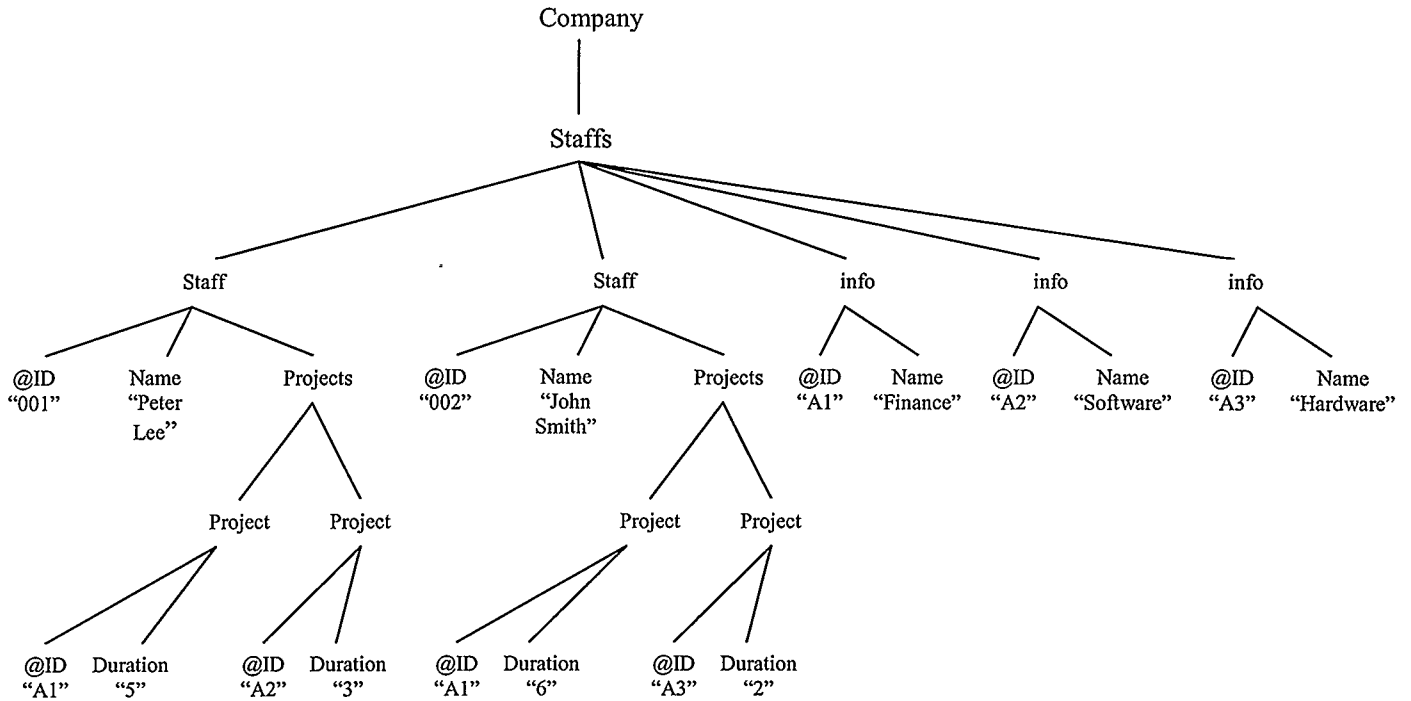 Company
Staffs
Staff Staff info info info
@ID Name Projects @ID Name Projects @ID Name @ID Name @ID Name
“001” “Peter “002” “John “A1” “Finance” “A2” “Software” “A3” “Hardware”
Lee” Smith”
Project Project Project Project
@ID Duration @ID Duration @ID Duration @ID Duration
“A1” “5” “A2” “3” “A1” “6” “A3” “2”